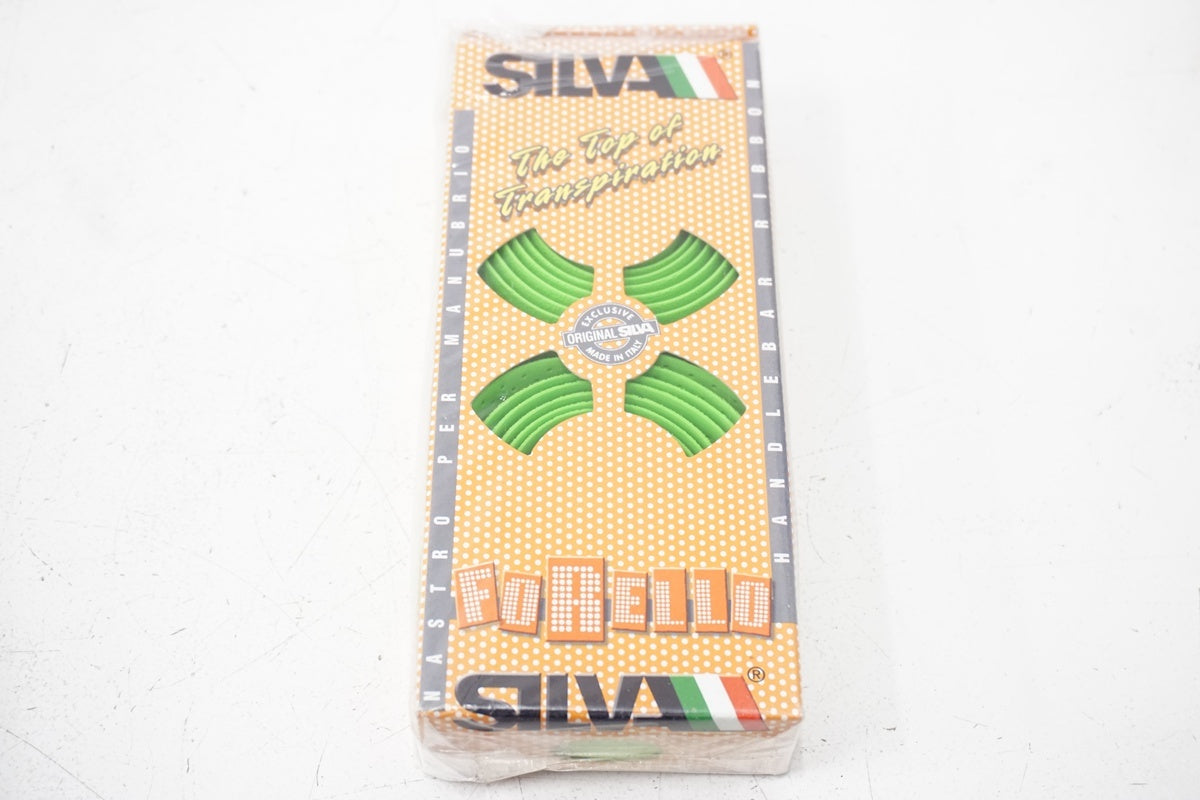 SILVA
The Top of
Transpiration
NASTRO PER MANUBRIO
HANDLEBAR RIBBON
EXCLUSIVE
ORIGINAL SILVA
MADE IN ITALY
FORELLO
SILVA®